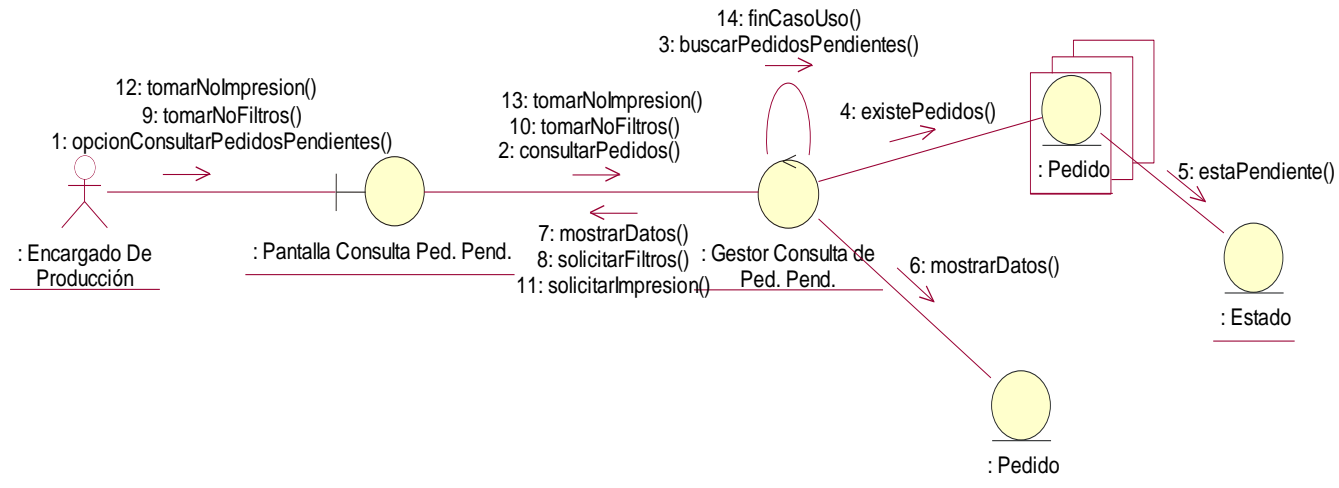 14: finCasoUso()
3: buscarPedidosPendientes()
12: tomarNoImpresion()
9: tomarNoFiltros()
1: opcionConsultarPedidosPendientes()
13: tomarNoImpresion()
10: tomarNoFiltros()
2: consultarPedidos()
4: existePedidos()
: Pedido
5: estaPendiente()
: Encargado De
Producción
: Pantalla Consulta Ped. Pend.
7: mostrarDatos()
8: solicitarFiltros()
11: solicitarImpresion()
: Gestor Consulta de
Ped. Pend.
6: mostrarDatos()
: Estado
: Pedido